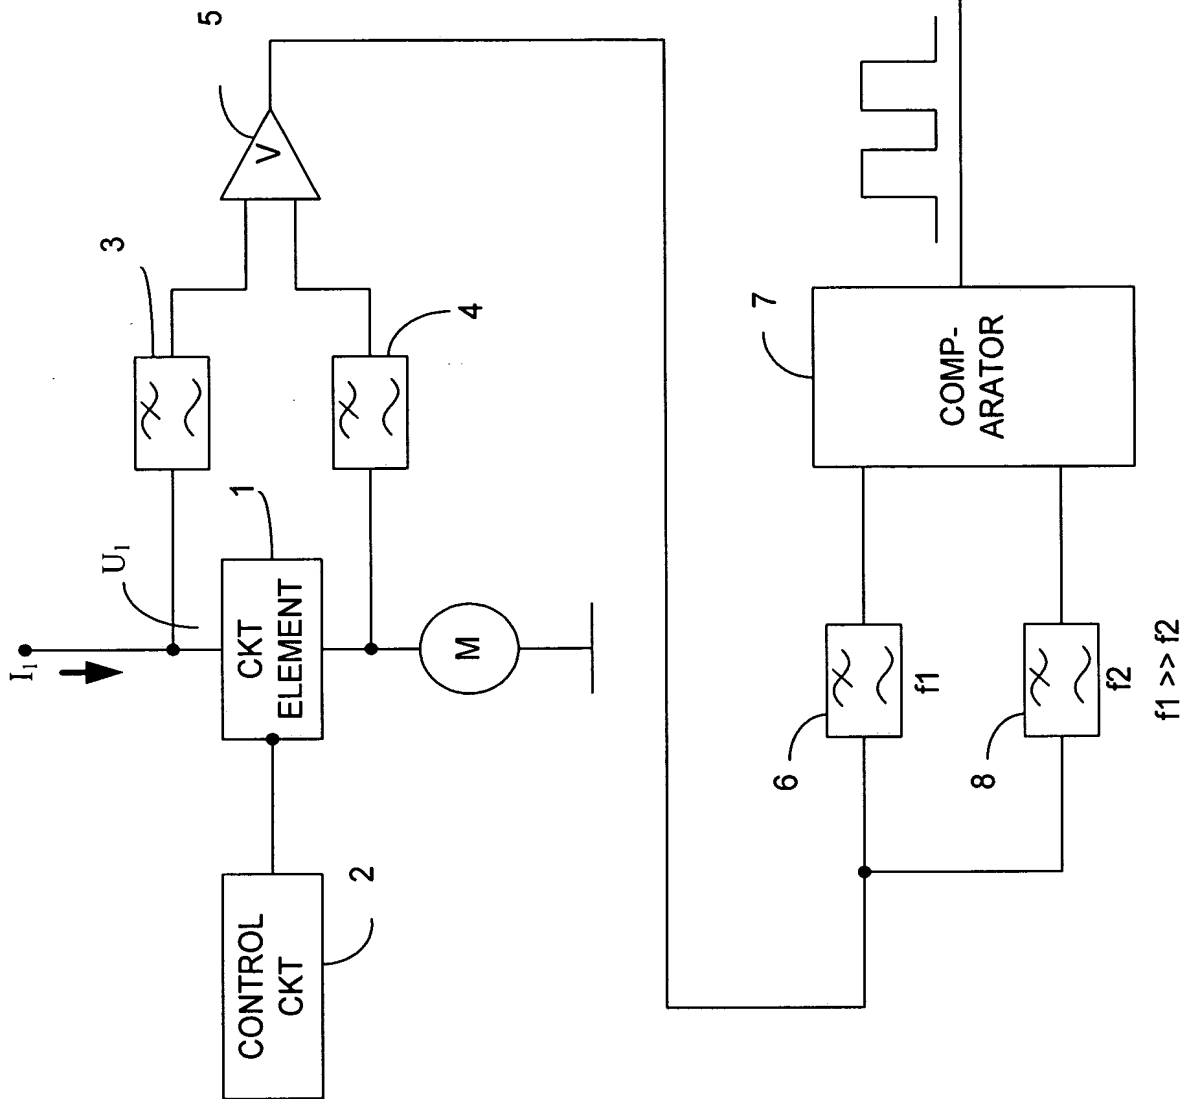 5
I₁
U₁
3
V
1
CKT
ELEMENT
4
M
CONTROL
CKT
2
7
COMP-
ARATOR
6
f1
8
f2
f1 >> f2